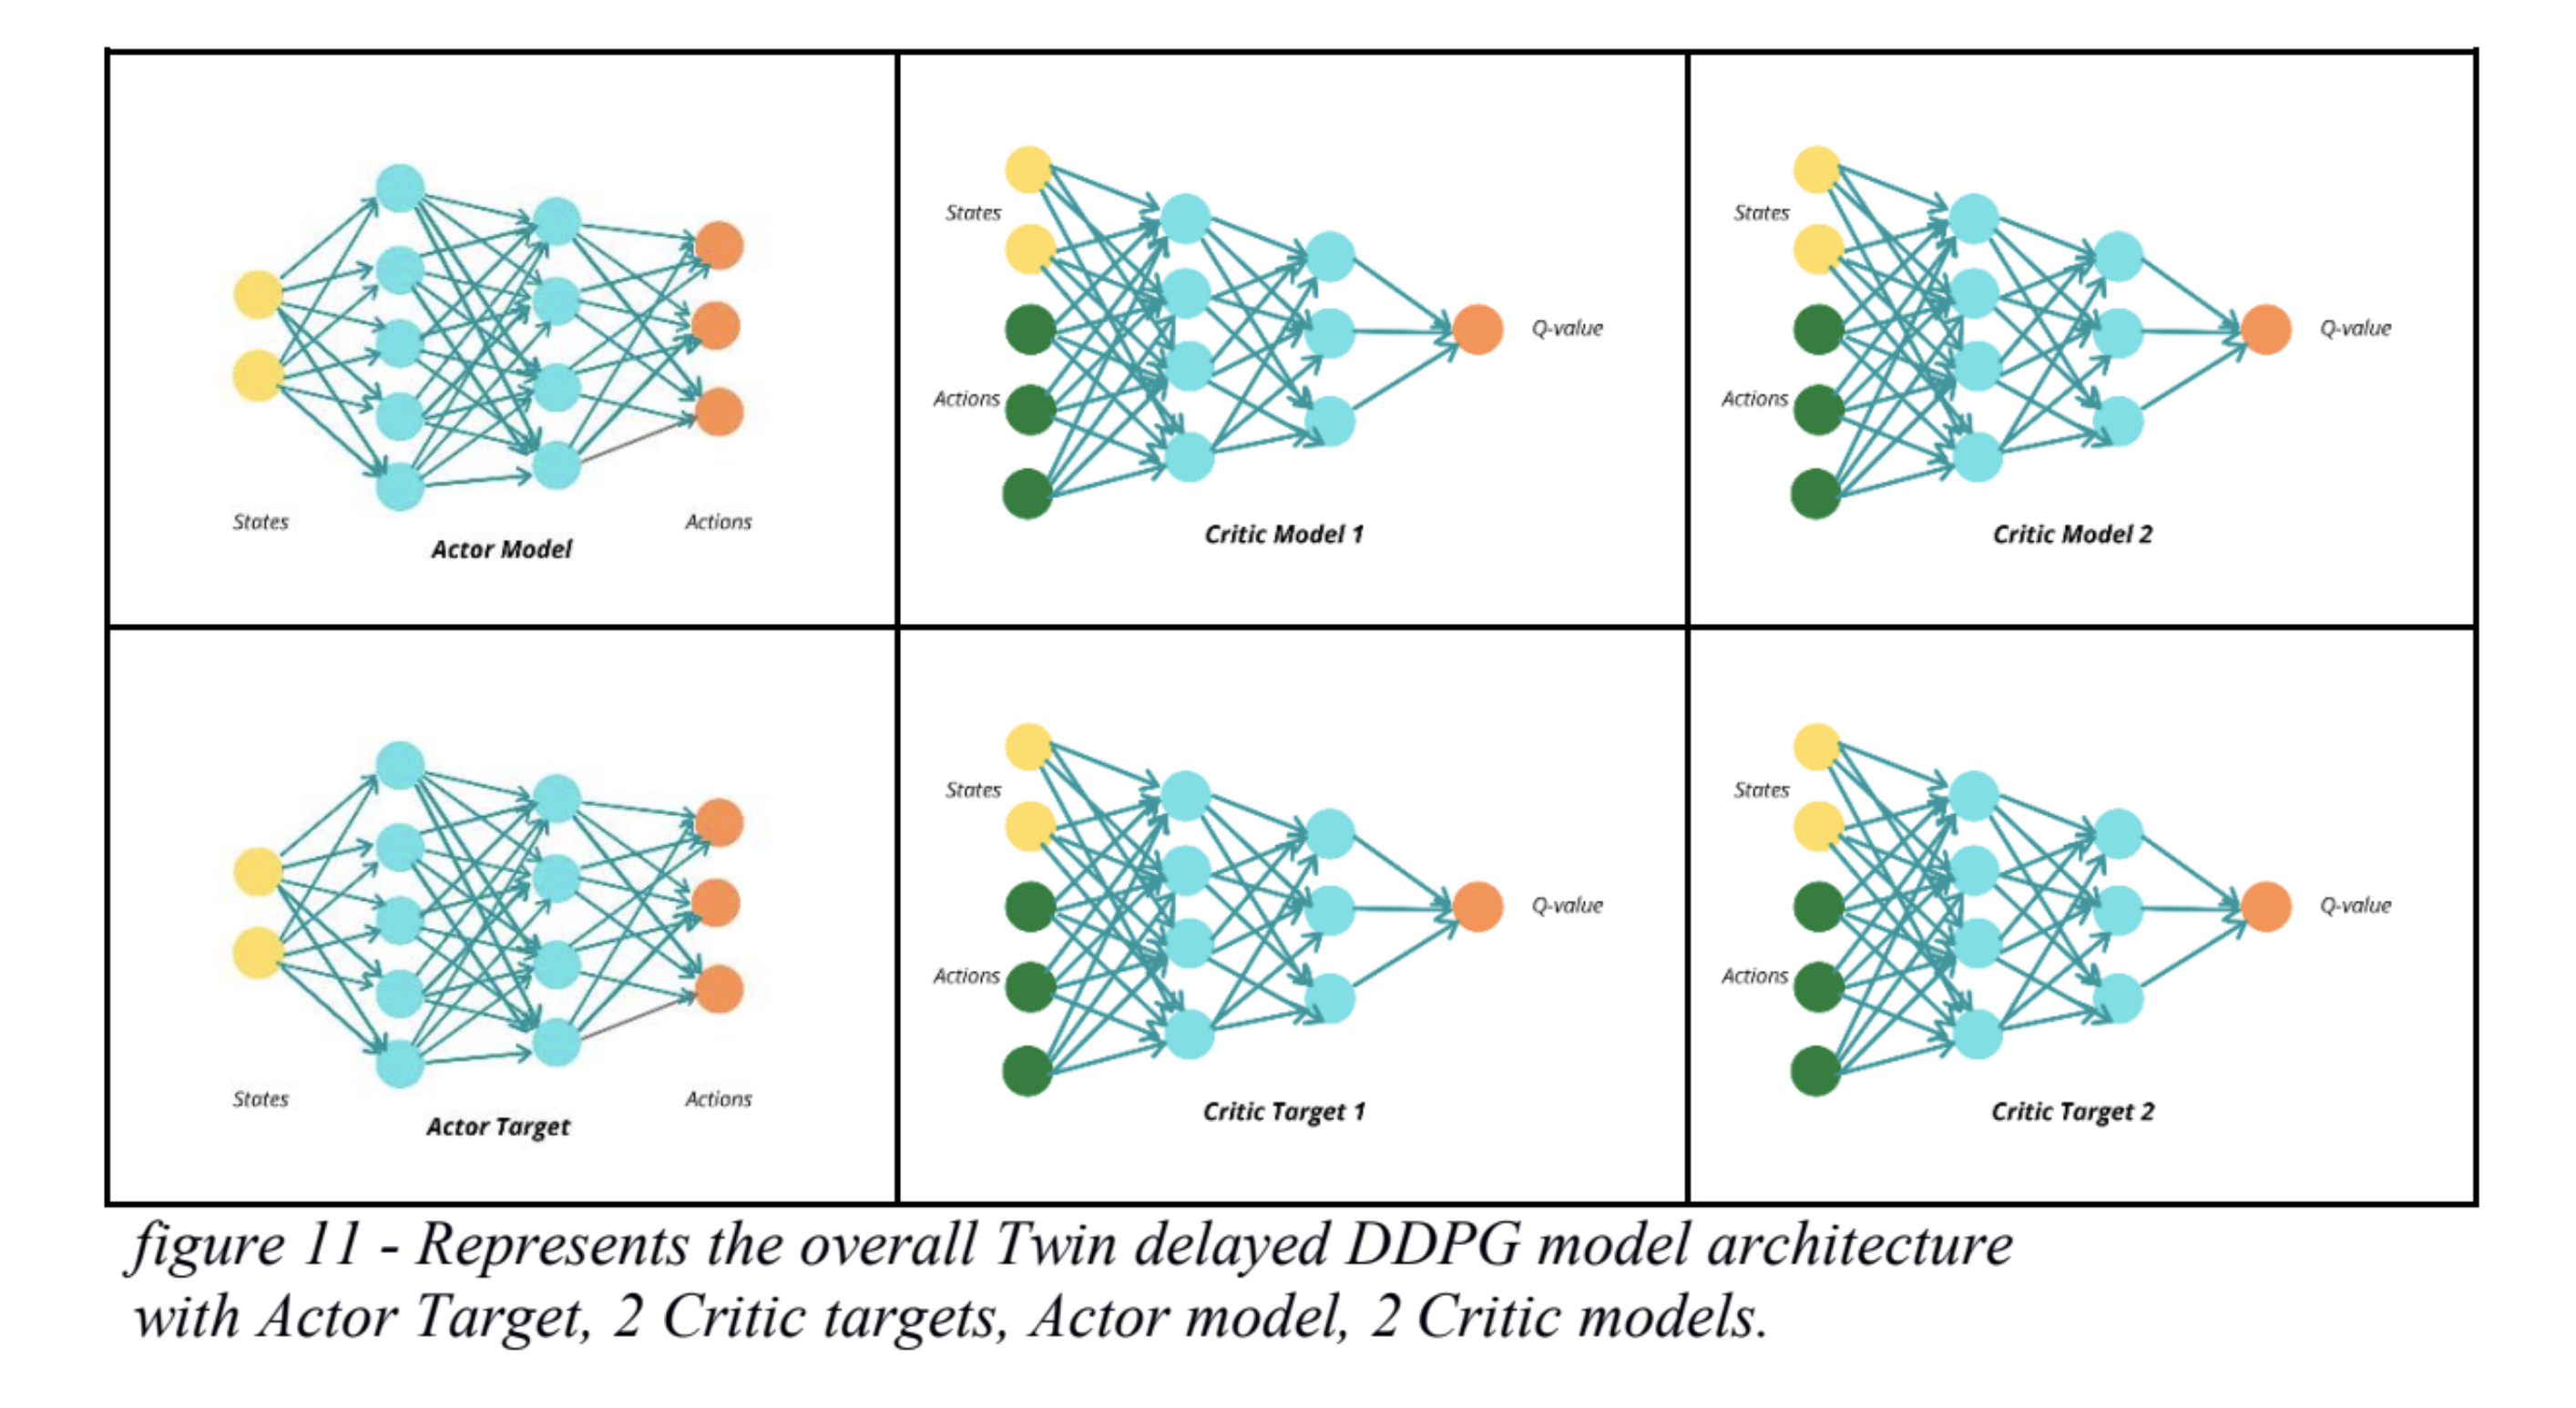 States
Actions
Actor Model
States
Actions
Q-value
Critic Model 1
States
Actions
Q-value
Critic Model 2
States
Actions
Actor Target
States
Actions
Q-value
Critic Target 1
States
Actions
Q-value
Critic Target 2
figure 11 - Represents the overall Twin delayed DDPG model architecture
with Actor Target, 2 Critic targets, Actor model, 2 Critic models.